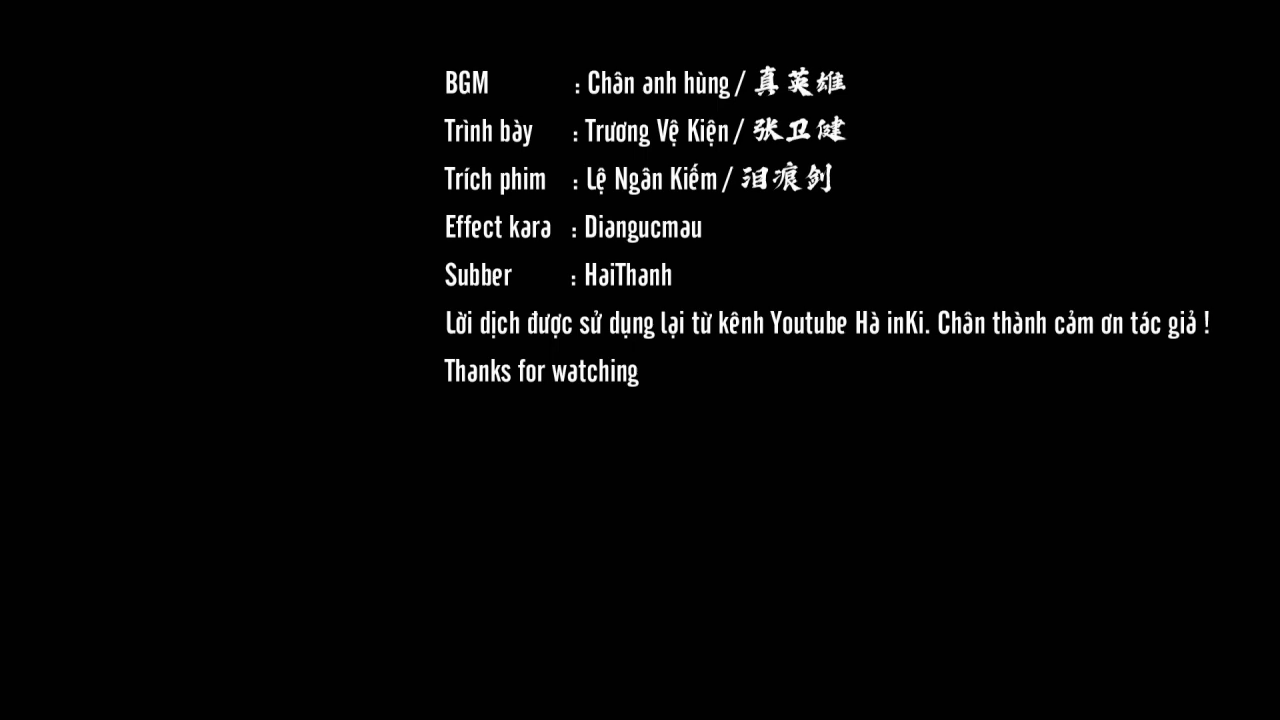 BGM : Chân anh hùng / 真英雄
Trình bày : Trương Vệ Kiện / 张卫健
Trích phim : Lệ Ngân Kiếm / 泪痕剑
Effect kara : Diangucmau
Subber : HaiThanh
Lời dịch được sử dụng lại từ kênh Youtube Hà inKi. Chân thành cảm ơn tác giả !
Thanks for watching